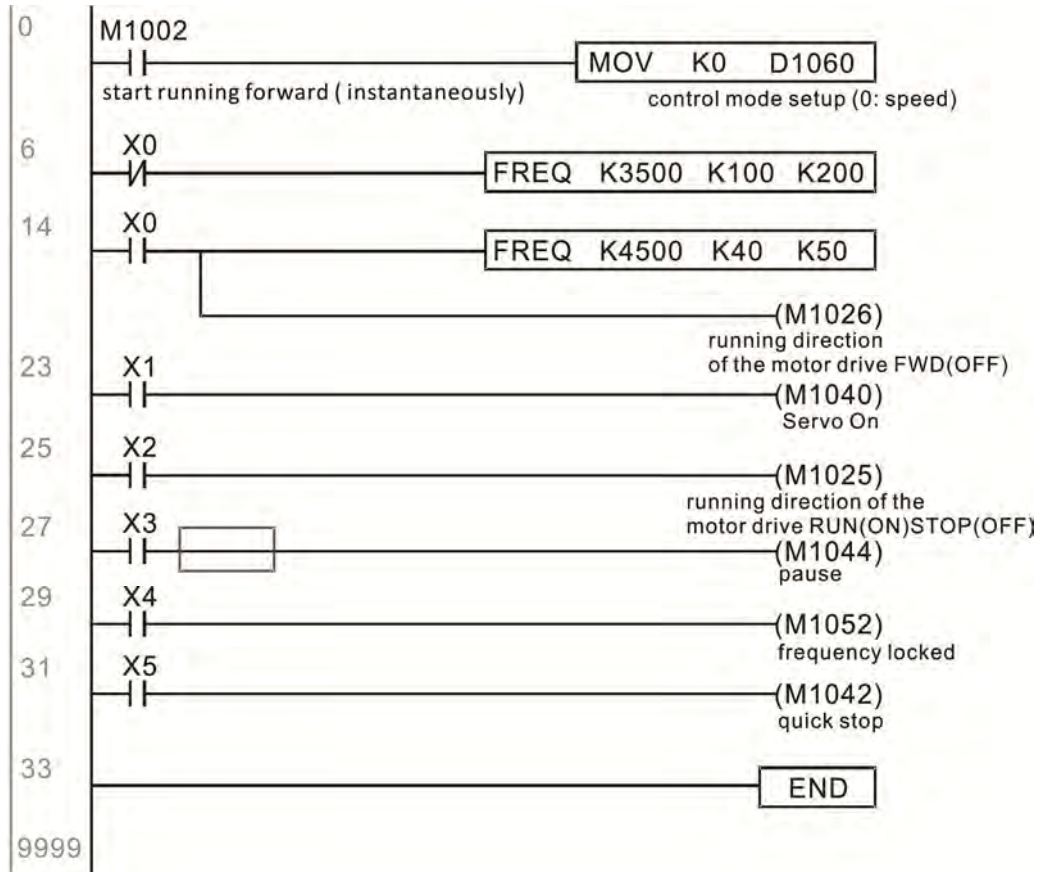 0
M1002
MOV K0 D1060
start running forward ( instantaneously)
control mode setup (0: speed)
6
X0
FREQ K3500 K100 K200
14
X0
FREQ K4500 K40 K50
(M1026)
running direction
of the motor drive FWD(OFF)
23
X1
(M1040)
Servo On
25
X2
(M1025)
running direction of the
motor drive RUN(ON)STOP(OFF)
27
X3
(M1044)
pause
29
X4
(M1052)
frequency locked
31
X5
(M1042)
quick stop
33
END
9999